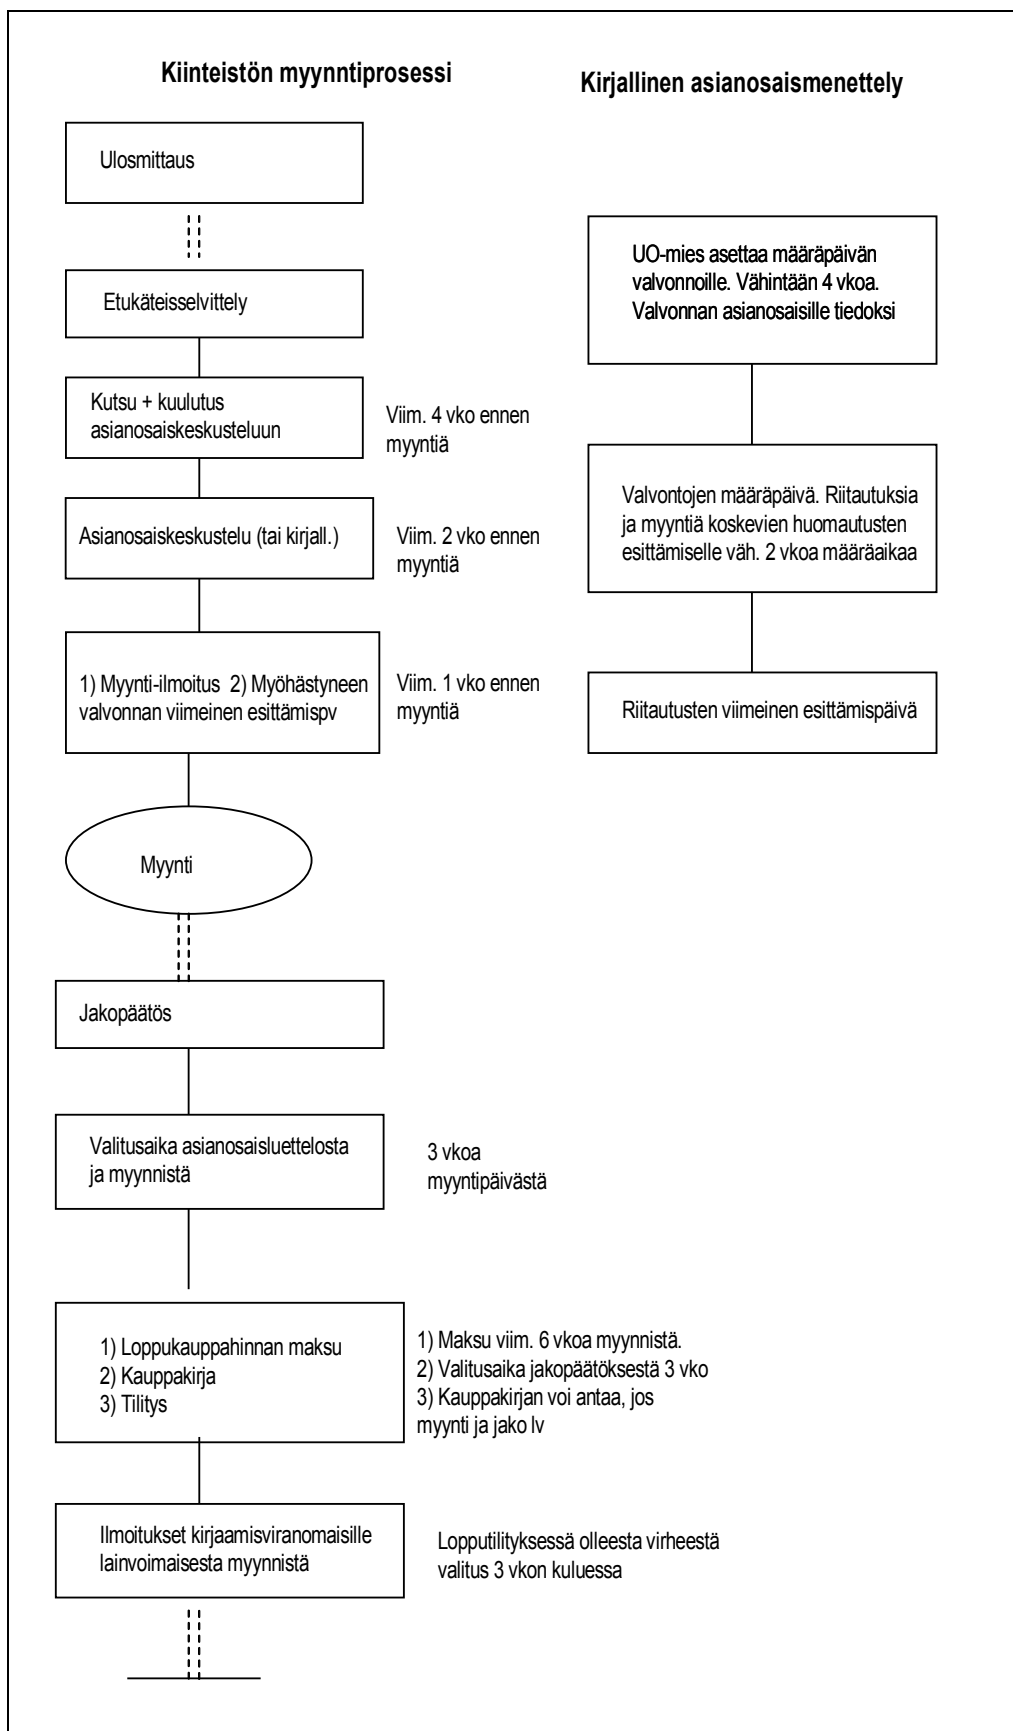 Kiinteistön myynntiprosessi
Ulosmittaus
Etukäteisselvittely
Kutsu + kuulutus
asianosaiskeskusteluun
Viim. 4 vko ennen
myyntiä
Asianosaiskeskustelu (tai kirjall.)
Viim. 2 vko ennen
myyntiä
1) Myynti-ilmoitus 2) Myöhästyneen
valvonnan viimeinen esittämispv
Viim. 1 vko ennen
myyntiä
Myynti
Jakopäätös
Valitusaika asianosaisluettelosta
ja myynnistä
3 vkoa
myyntipäivästä
1) Loppukauppahinnan maksu
2) Kauppakirja
3) Tilitys
1) Maksu viim. 6 vkoa myynnistä.
2) Valitusaika jakopäätöksestä 3 vko
3) Kauppakirjan voi antaa, jos
myynti ja jako lv
Ilmoitukset kirjaamisviranomaisille
lainvoimaisesta myynnistä
Lopputilityksessä olleesta virheestä
valitus 3 vkon kuluessa
Kirjallinen asianosaismenettely
UO-mies asettaa määräpäivän
valvonnoille. Vähintään 4 vkoa.
Valvonnan asianosaisille tiedoksi
Valvontojen määräpäivä. Riitautuksia
ja myyntiä koskevien huomautusten
esittämiselle väh. 2 vkoa määräaikaa
Riitautusten viimeinen esittämispäivä